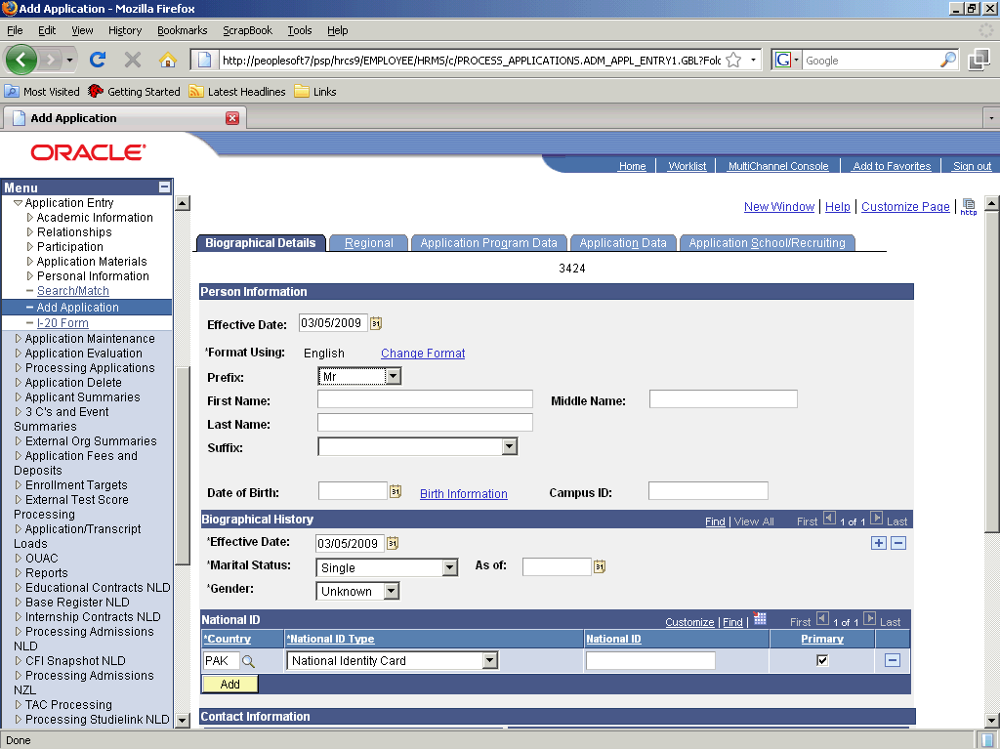 Add Application - Mozilla Firefox
File Edit View History Bookmarks ScrapBook Tools Help
http://peoplesoft7/psp/hrcs9/EMPLOYEE/HRMS/c/PROCESS_APPLICATIONS.ADM_APPL_ENTRY1.GBL?Fold
G Google
Most Visited Getting Started Latest Headlines Links
Add Application
ORACLE
Home Worklist MultiChannel Console Add to Favorites Sign out
Menu
Application Entry
Academic Information
Relationships
Participation
Application Materials
Personal Information
Search/Match
Add Application
I-20 Form
Application Maintenance
Application Evaluation
Processing Applications
Application Delete
Applicant Summaries
3 C's and Event
Summaries
External Org Summaries
Application Fees and
Deposits
Enrollment Targets
External Test Score
Processing
Application/Transcript
Loads
OUAC
Reports
Educational Contracts NLD
Base Register NLD
Internship Contracts NLD
Processing Admissions
NLD
CFI Snapshot NLD
Processing Admissions
NZL
TAC Processing
Processing Studielink NLD
New Window | Help | Customize Page | http
Biographical Details Regional Application Program Data Application Data Application School/Recruiting
3424
Person Information
Effective Date: 03/05/2009 31
*Format Using: English Change Format
Prefix: Mr
First Name: Middle Name:
Last Name:
Suffix:
Date of Birth: 31 Birth Information Campus ID:
Biographical History Find | View All First 1 of 1 Last
*Effective Date: 03/05/2009 31
*Marital Status: Single As of: 31
*Gender: Unknown
National ID Customize | Find | First 1 of 1 Last
*Country *National ID Type National ID Primary
PAK National Identity Card
Add
Contact Information
Done